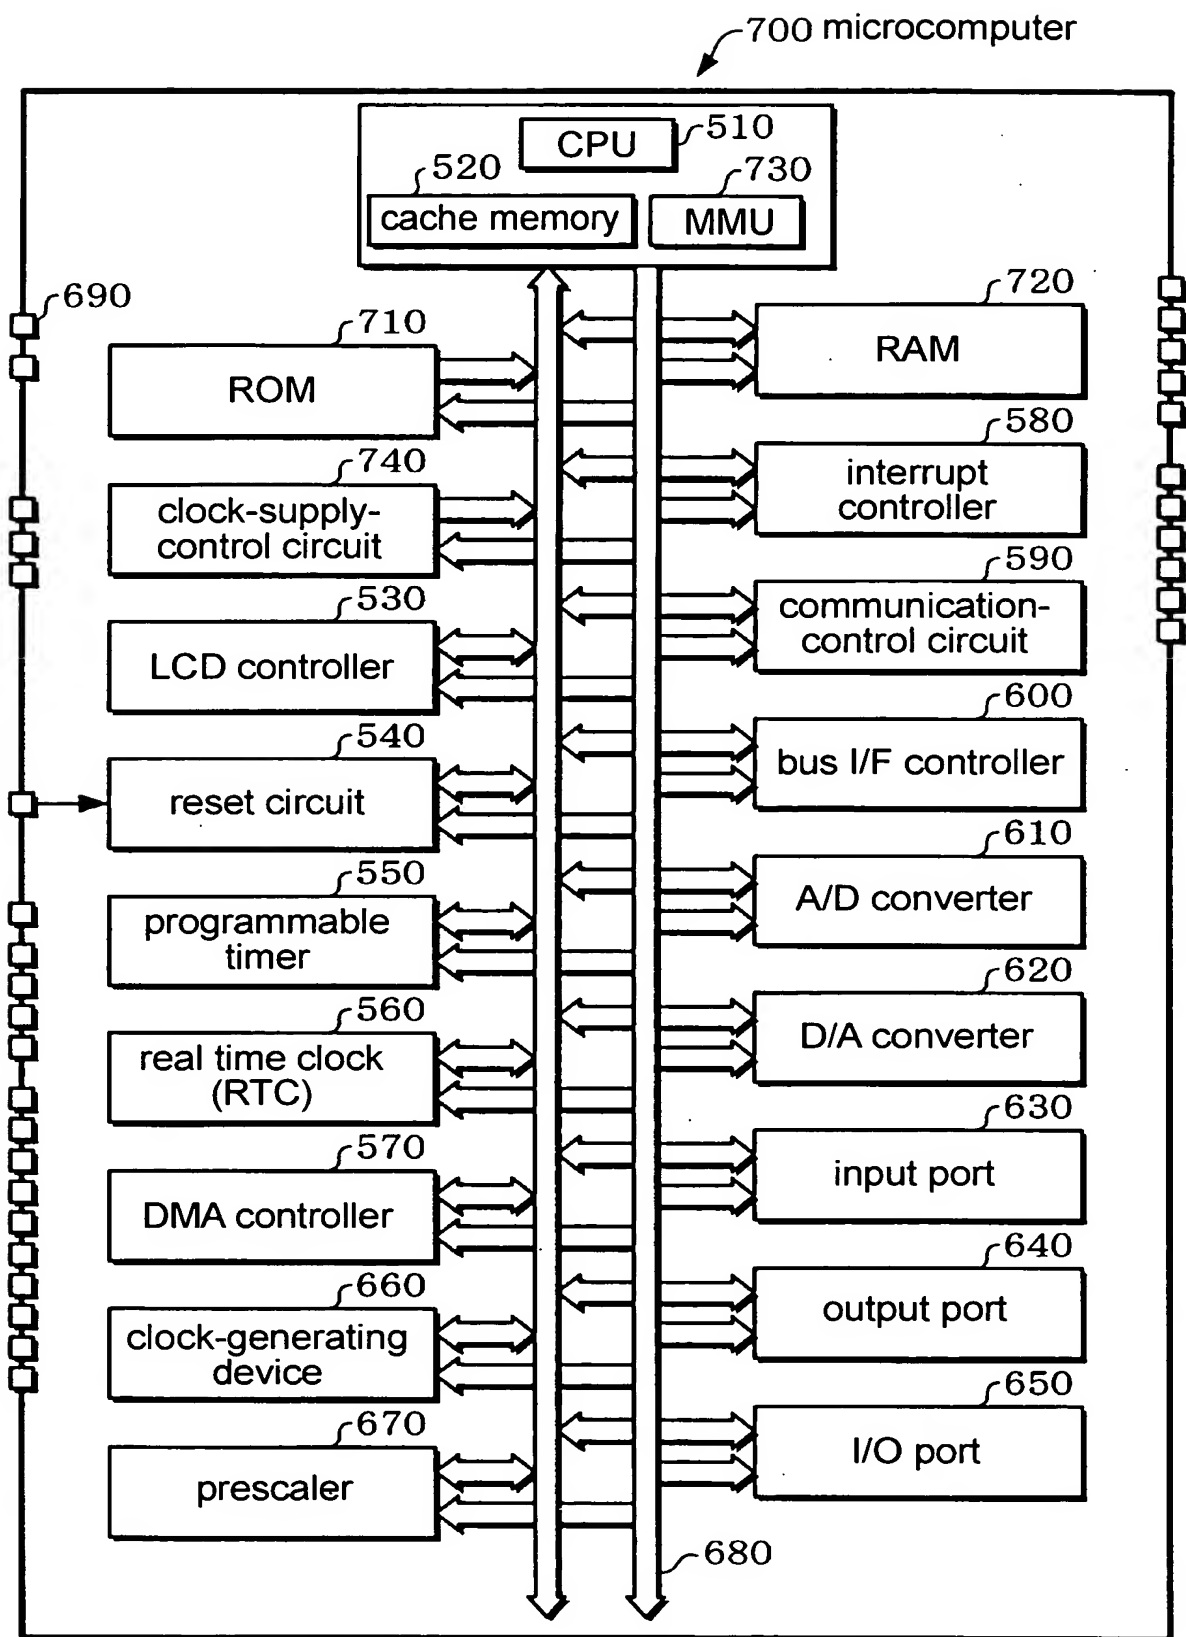 700 microcomputer
CPU
510
520
730
cache memory
MMU
690
710
720
ROM
RAM
740
580
clock-supply-
control circuit
interrupt
controller
530
590
LCD controller
communication-
control circuit
540
600
reset circuit
bus I/F controller
550
610
programmable
timer
A/D converter
560
620
real time clock
(RTC)
D/A converter
570
630
DMA controller
input port
660
640
clock-generating
device
output port
670
650
prescaler
I/O port
680